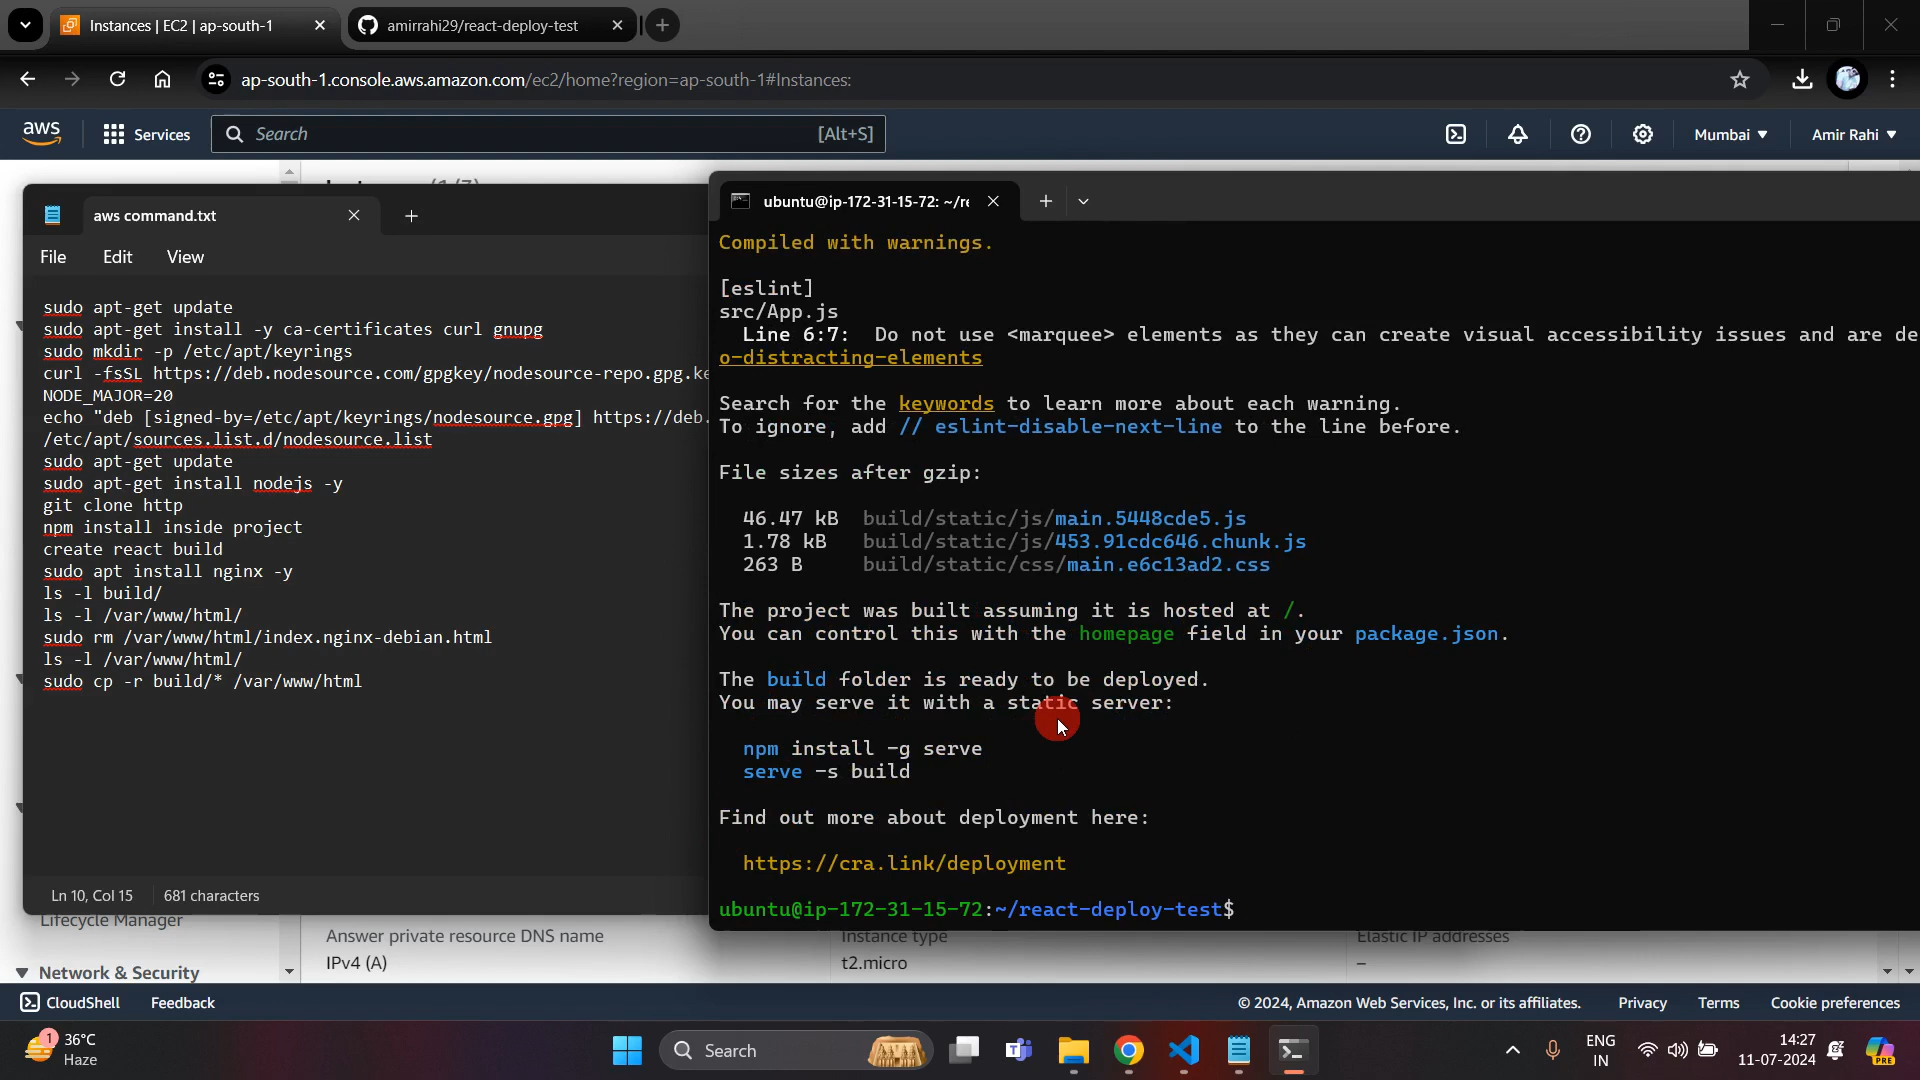 Instances | EC2 | ap-south-1
amirrahi29/react-deploy-test
ap-south-1.console.aws.amazon.com/ec2/home?region=ap-south-1#Instances:
aws
Services
Search
[Alt+S]
Mumbai
Amir Rahi
aws command.txt
File
Edit
View
sudo apt-get update
sudo apt-get install -y ca-certificates curl gnupg
sudo mkdir -p /etc/apt/keyrings
curl -fsSL https://deb.nodesource.com/gpgkey/nodesource-repo.gpg.ke
NODE_MAJOR=20
echo "deb [signed-by=/etc/apt/keyrings/nodesource.gpg] https://deb.
/etc/apt/sources.list.d/nodesource.list
sudo apt-get update
sudo apt-get install nodejs -y
git clone http
npm install inside project
create react build
sudo apt install nginx -y
ls -l build/
ls -l /var/www/html/
sudo rm /var/www/html/index.nginx-debian.html
ls -l /var/www/html/
sudo cp -r build/* /var/www/html
Ln 10, Col 15
681 characters
ubuntu@ip-172-31-15-72: ~/re
Compiled with warnings.
[eslint]
src/App.js
Line 6:7: Do not use <marquee> elements as they can create visual accessibility issues and are de
o-distracting-elements
Search for the keywords to learn more about each warning.
To ignore, add // eslint-disable-next-line to the line before.
File sizes after gzip:
46.47 kB build/static/js/main.5448cde5.js
1.78 kB build/static/js/453.91cdc646.chunk.js
263 B build/static/css/main.e6c13ad2.css
The project was built assuming it is hosted at /.
You can control this with the homepage field in your package.json.
The build folder is ready to be deployed.
You may serve it with a static server:
npm install -g serve
serve -s build
Find out more about deployment here:
https://cra.link/deployment
ubuntu@ip-172-31-15-72:~/react-deploy-test$
Lifecycle Manager
Network & Security
Answer private resource DNS name
IPv4 (A)
Instance type
t2.micro
Elastic IP addresses
–
CloudShell
Feedback
© 2024, Amazon Web Services, Inc. or its affiliates.
Privacy
Terms
Cookie preferences
1
36°C
Haze
Search
ENG
IN
14:27
11-07-2024
PRE